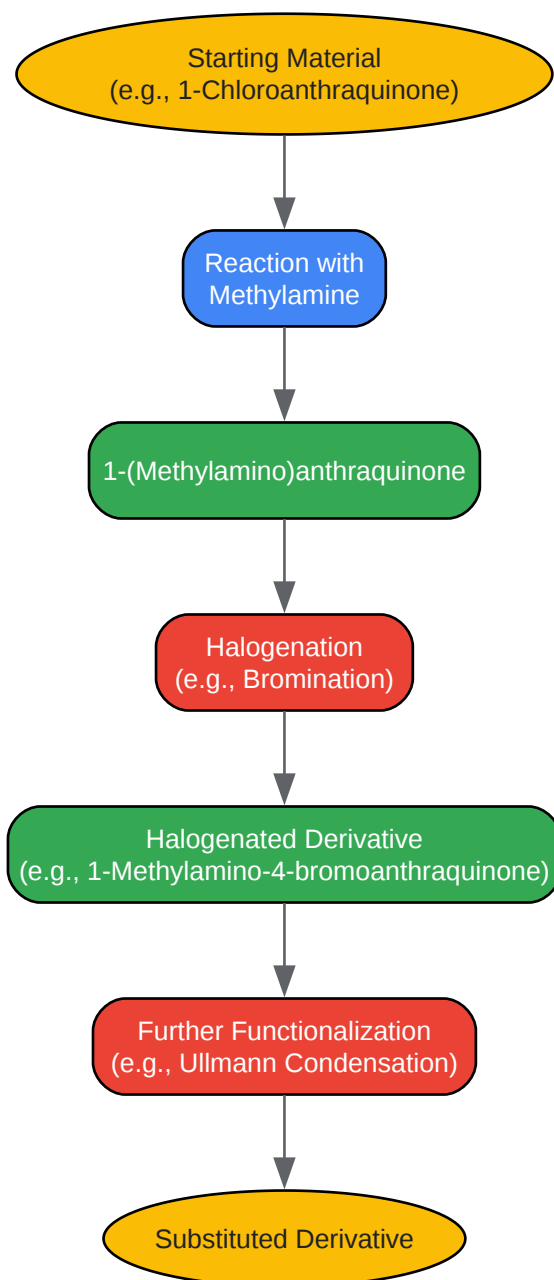 Starting Material
(e.g., 1-Chloroanthraquinone)
Reaction with
Methylamine
1-(Methylamino)anthraquinone
Halogenation
(e.g., Bromination)
Halogenated Derivative
(e.g., 1-Methylamino-4-bromoanthraquinone)
Further Functionalization
(e.g., Ullmann Condensation)
Substituted Derivative